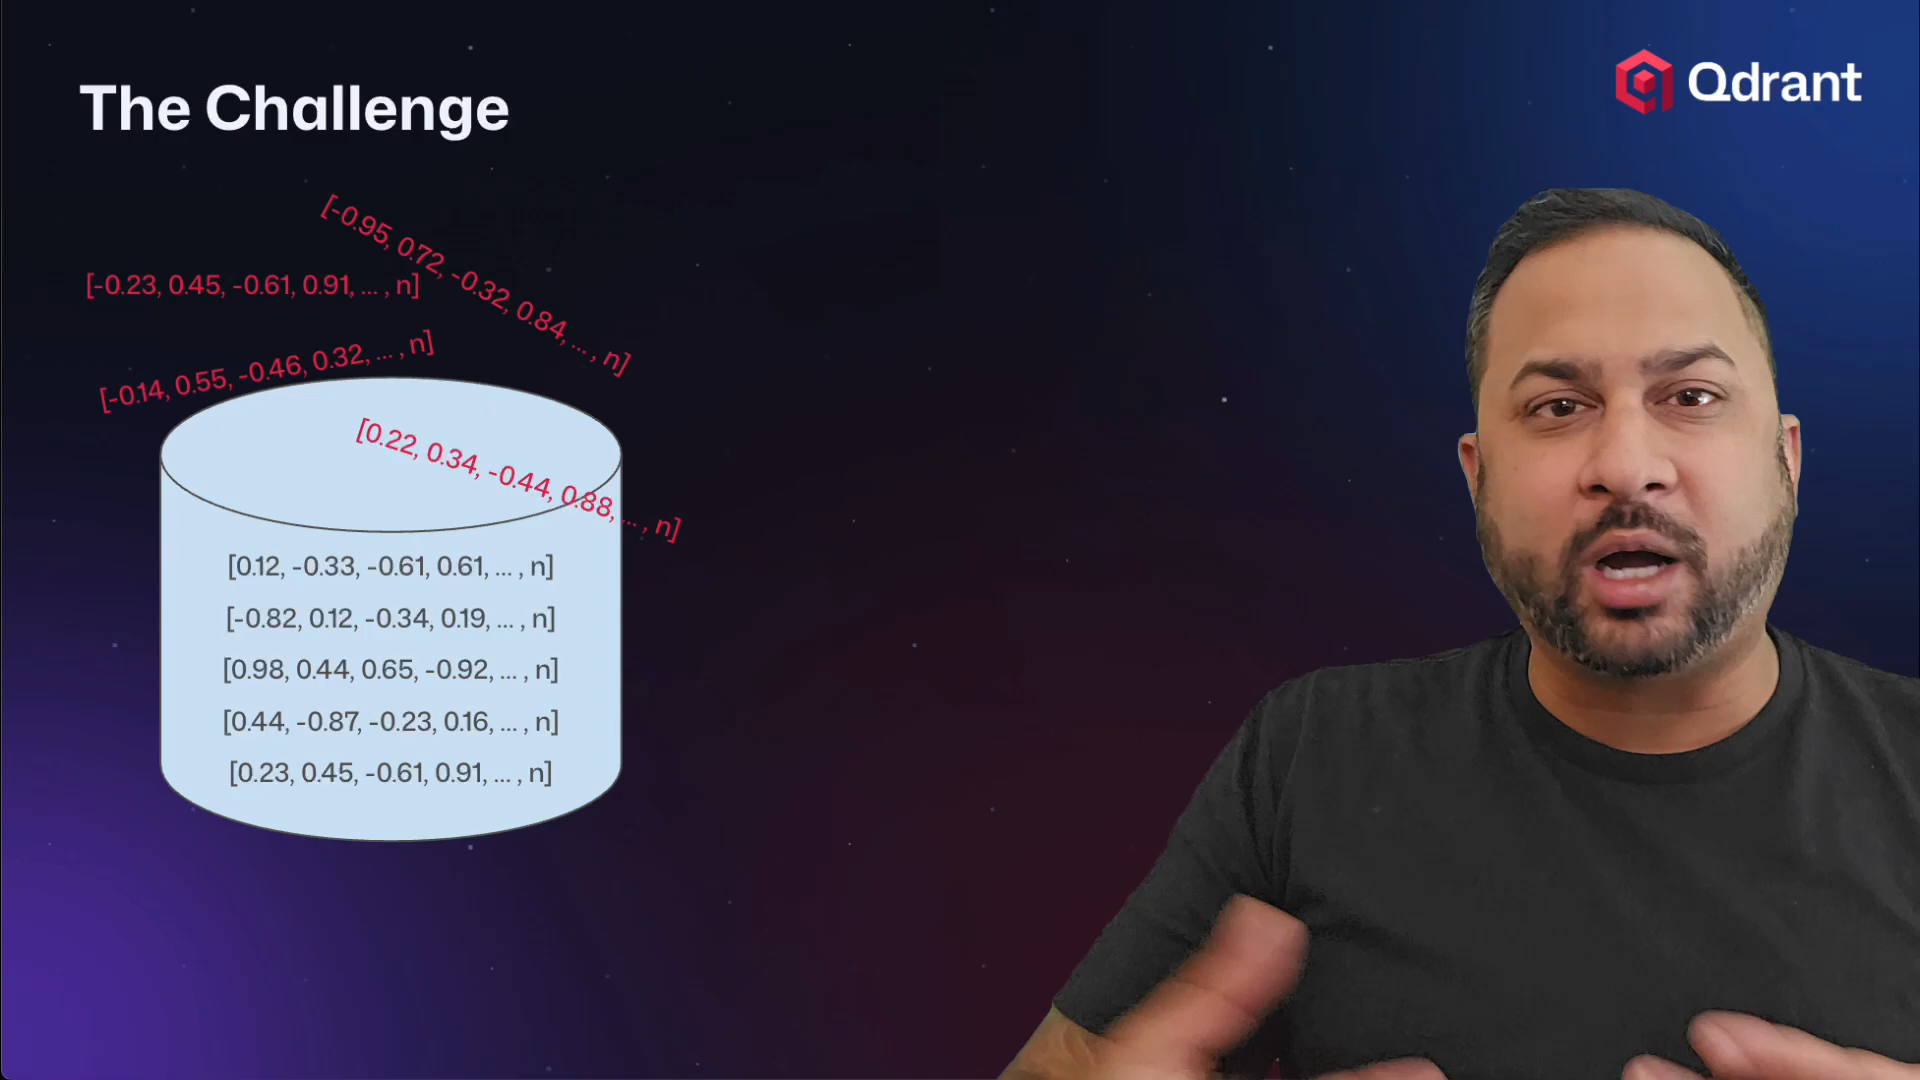 The Challenge
Qdrant
[-0.95, 0.72, -0.32, 0.84, ... , n]
[-0.23, 0.45, -0.61, 0.91, ... , n]
[-0.14, 0.55, -0.46, 0.32, ... , n]
[0.22, 0.34, -0.44, 0.88, ... , n]
[0.12, -0.33, -0.61, 0.61, ... , n]
[-0.82, 0.12, -0.34, 0.19, ... , n]
[0.98, 0.44, 0.65, -0.92, ... , n]
[0.44, -0.87, -0.23, 0.16, ... , n]
[0.23, 0.45, -0.61, 0.91, ... , n]